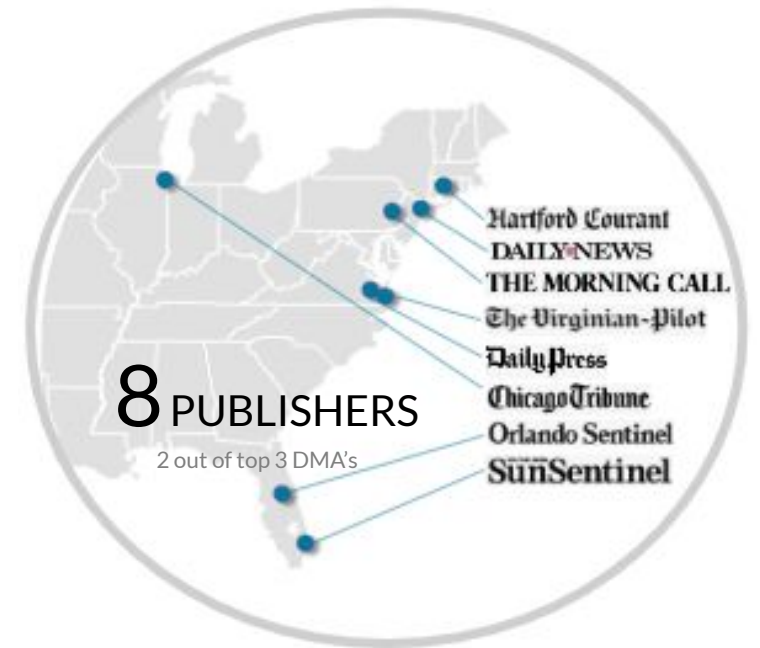 Hartford Courant
DAILY NEWS
THE MORNING CALL
The Virginian-Pilot
Daily Press
Chicago Tribune
Orlando Sentinel
SunSentinel
8 PUBLISHERS
2 out of top 3 DMA's